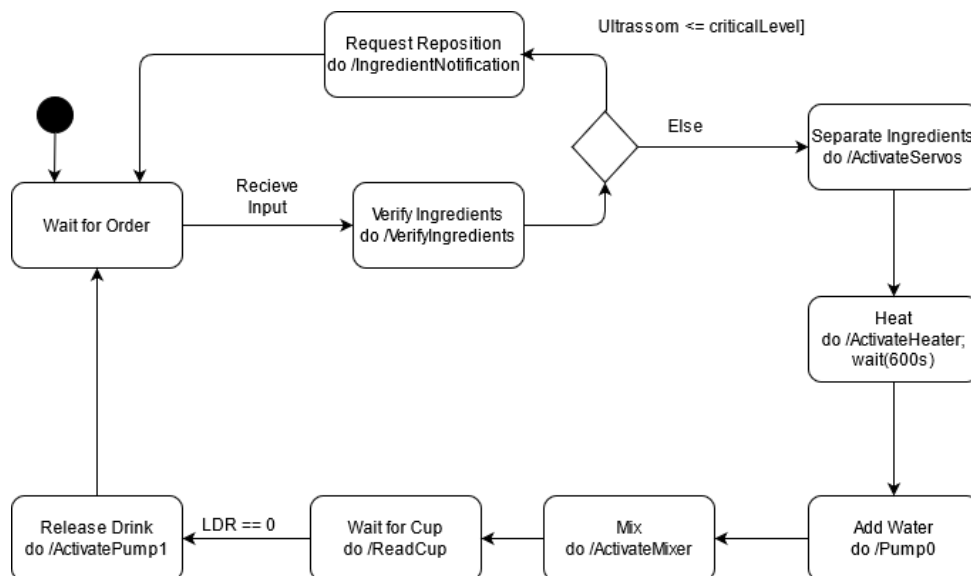 Request Reposition
do /IngredientNotification
Ultrassom <= criticalLevel]
Else
Separate Ingredients
do /ActivateServos
Wait for Order
Recieve
Input
Verify Ingredients
do /VerifyIngredients
Heat
do /ActivateHeater;
wait(600s)
Release Drink
do /ActivatePump1
LDR == 0
Wait for Cup
do /ReadCup
Mix
do /ActivateMixer
Add Water
do /Pump0